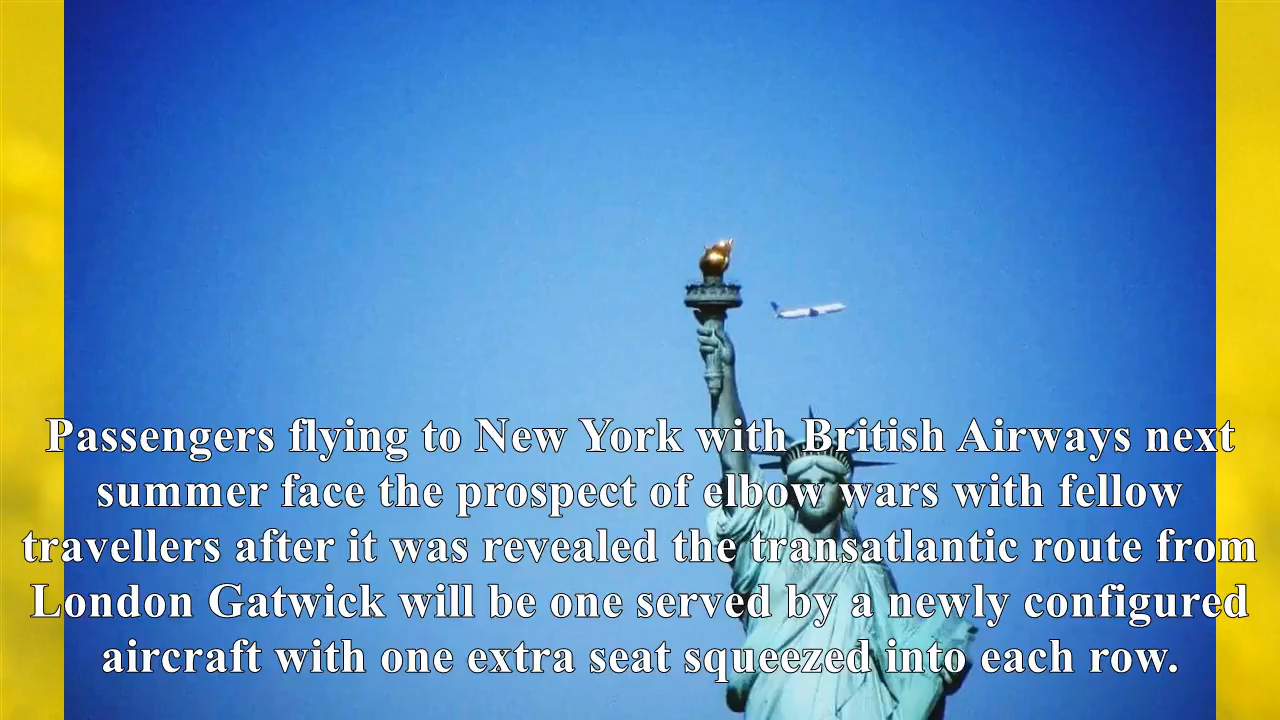 Passengers flying to New York with British Airways next
summer face the prospect of elbow wars with fellow
travellers after it was revealed the transatlantic route from
London Gatwick will be one served by a newly configured
aircraft with one extra seat squeezed into each row.